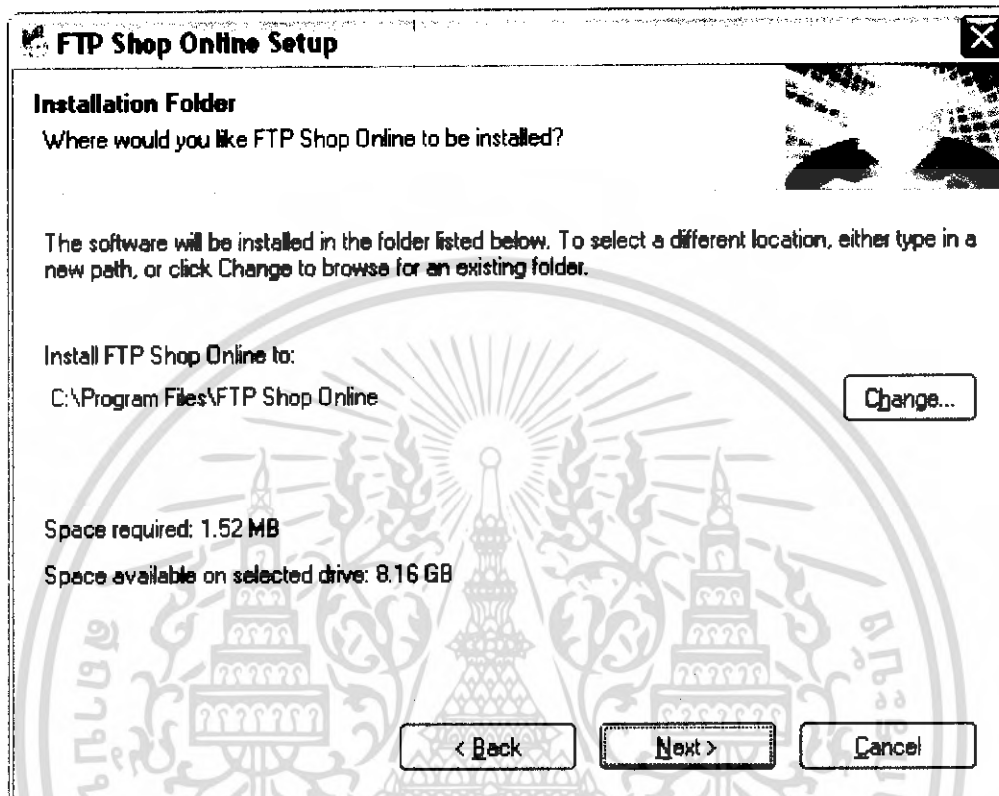 FTP Shop Online Setup
Installation Folder
Where would you like FTP Shop Online to be installed?
The software will be installed in the folder listed below. To select a different location, either type in a
new path, or click Change to browse for an existing folder.
Install FTP Shop Online to:
C:\Program Files\FTP Shop Online
Change...
Space required: 1.52 MB
Space available on selected drive: 8.16 GB
< Back
Next >
Cancel